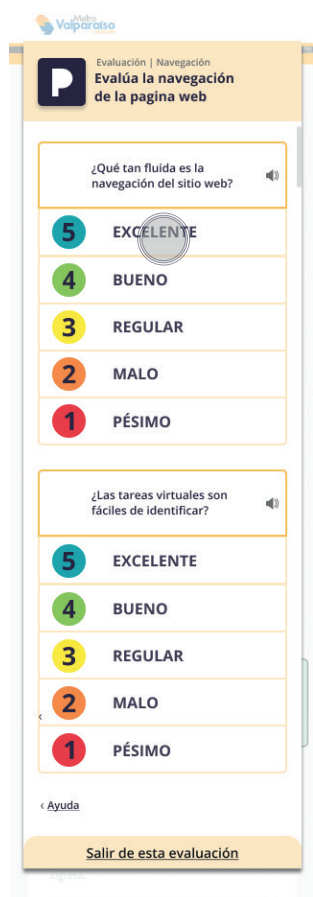 Metro
Valparaíso
P
Evaluación | Navegación
Evalúa la navegación
de la pagina web
¿Qué tan fluida es la
navegación del sitio web?
5 EXCELENTE
4 BUENO
3 REGULAR
2 MALO
1 PÉSIMO
¿Las tareas virtuales son
fáciles de identificar?
5 EXCELENTE
4 BUENO
3 REGULAR
‹ 2 MALO
1 PÉSIMO
‹ Ayuda
Salir de esta evaluación
ingresa.